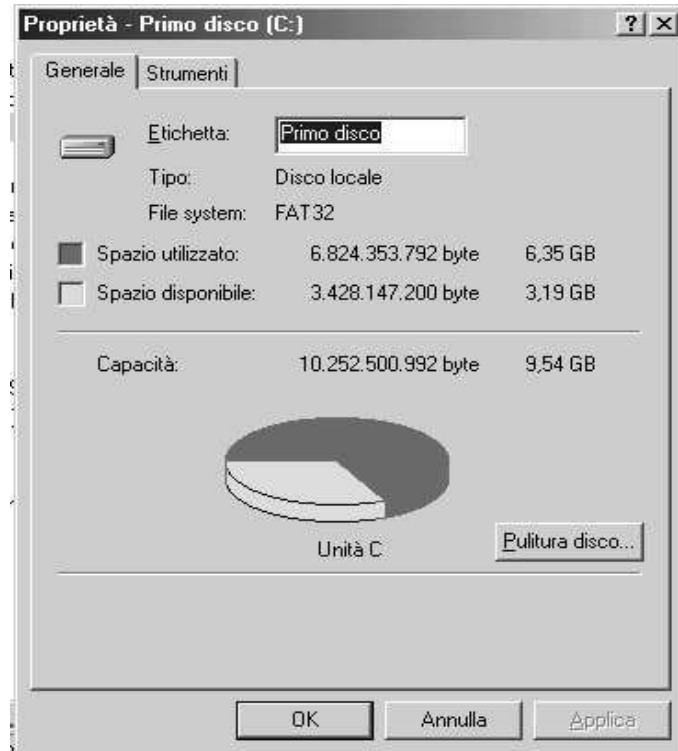 Proprietà - Primo disco (C:)
Generale Strumenti
Etichetta: Primo disco
Tipo: Disco locale
File system: FAT32
Spazio utilizzato: 6.824.353.792 byte 6,35 GB
Spazio disponibile: 3.428.147.200 byte 3,19 GB
Capacità: 10.252.500.992 byte 9,54 GB
Unità C
Pulitura disco...
OK Annulla Applica